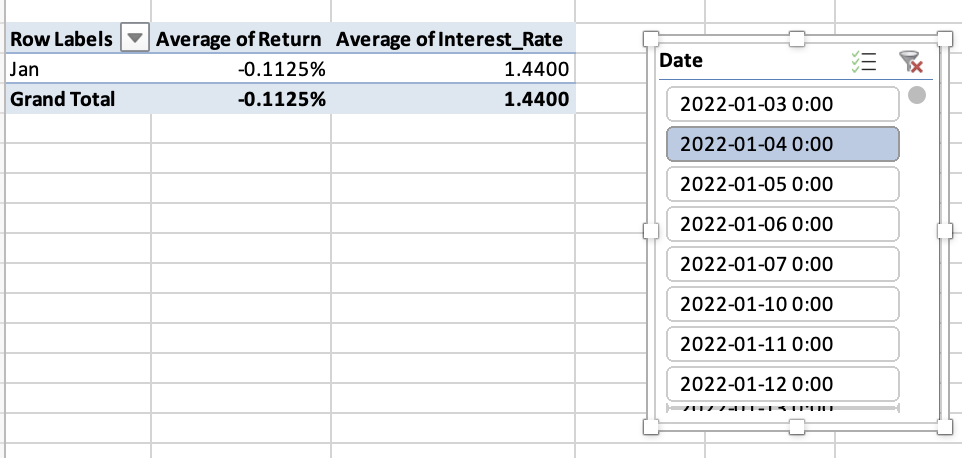 Row Labels Average of Return Average of Interest_Rate
Jan -0.1125% 1.4400
Grand Total -0.1125% 1.4400
Date
2022-01-03 0:00
2022-01-04 0:00
2022-01-05 0:00
2022-01-06 0:00
2022-01-07 0:00
2022-01-10 0:00
2022-01-11 0:00
2022-01-12 0:00